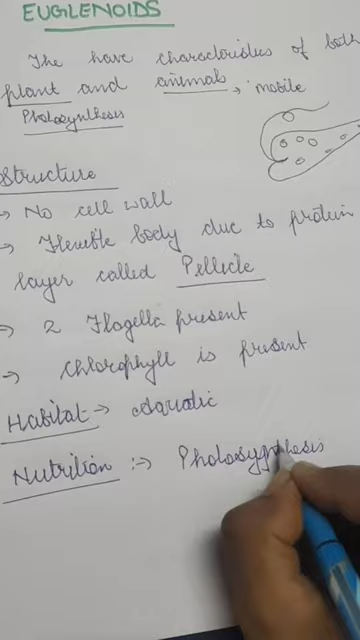 EUGLENOIDS
The have characteristics of both
plant and animals → motile
Photosynthesis
Structure
→ No cell wall
→ Flexible body due to protein
layer called Pellicle
→ 2 Flagella present
→ Chlorophyll is present
Habitat → Aquatic
Nutrition :→ Photosynthesis